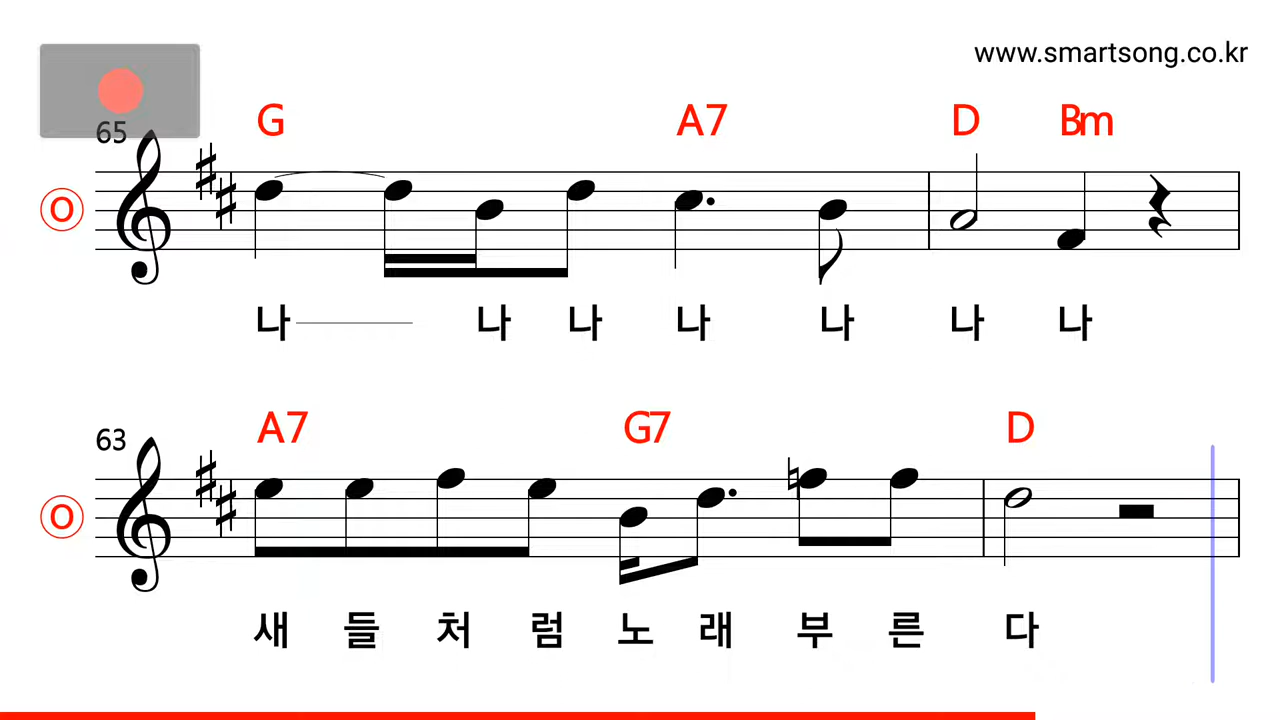 www.smartsong.co.kr
G A7 D Bm
65
O
나 나 나 나 나 나 나
A7 G7 D
63
O
새 들 처 럼 노 래 부 른 다